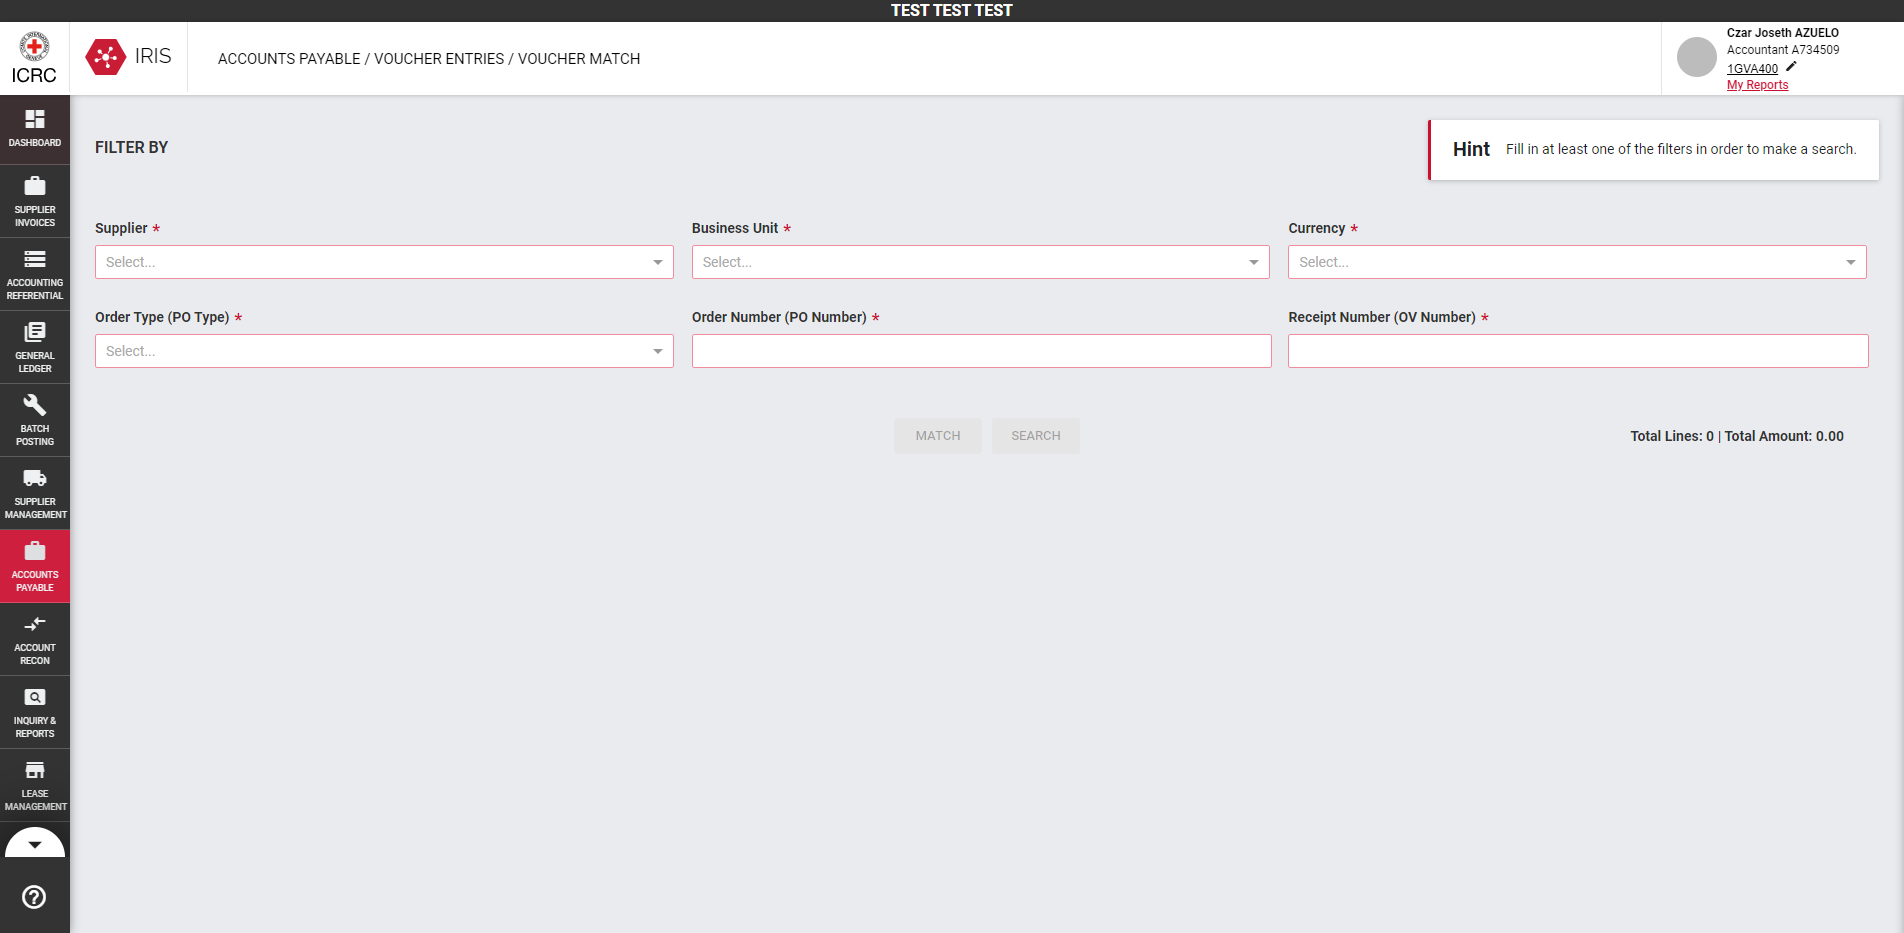 TEST TEST TEST
ICRC
IRIS
ACCOUNTS PAYABLE / VOUCHER ENTRIES / VOUCHER MATCH
Czar Joseth AZUELO
Accountant A734509
1GVA400
My Reports
DASHBOARD
SUPPLIER
INVOICES
ACCOUNTING
REFERENTIAL
GENERAL
LEDGER
BATCH
POSTING
SUPPLIER
MANAGEMENT
ACCOUNTS
PAYABLE
ACCOUNT
RECON
INQUIRY &
REPORTS
LEASE
MANAGEMENT
FILTER BY
Hint Fill in at least one of the filters in order to make a search.
Supplier * Business Unit * Currency *
Select... Select... Select...
Order Type (PO Type) * Order Number (PO Number) * Receipt Number (OV Number) *
Select...
MATCH SEARCH Total Lines: 0 | Total Amount: 0.00